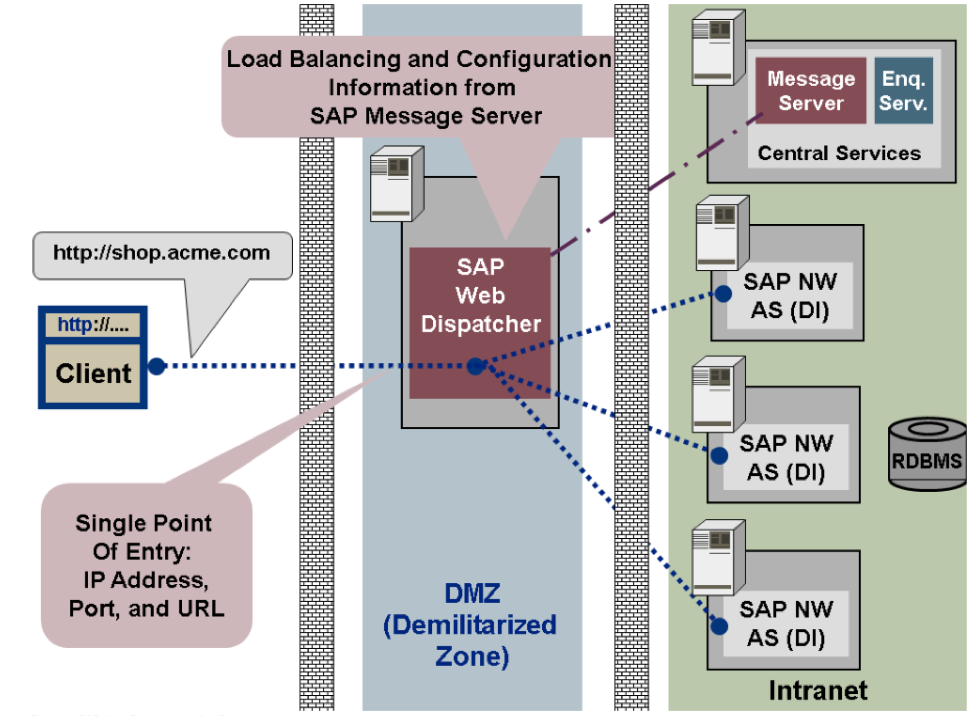 Load Balancing and Configuration
Information from
SAP Message Server
Message
Server
Enq.
Serv.
Central Services
http://shop.acme.com
http://....
Client
SAP
Web
Dispatcher
SAP NW
AS (DI)
SAP NW
AS (DI)
RDBMS
SAP NW
AS (DI)
Single Point
Of Entry:
IP Address,
Port, and URL
DMZ
(Demilitarized
Zone)
Intranet